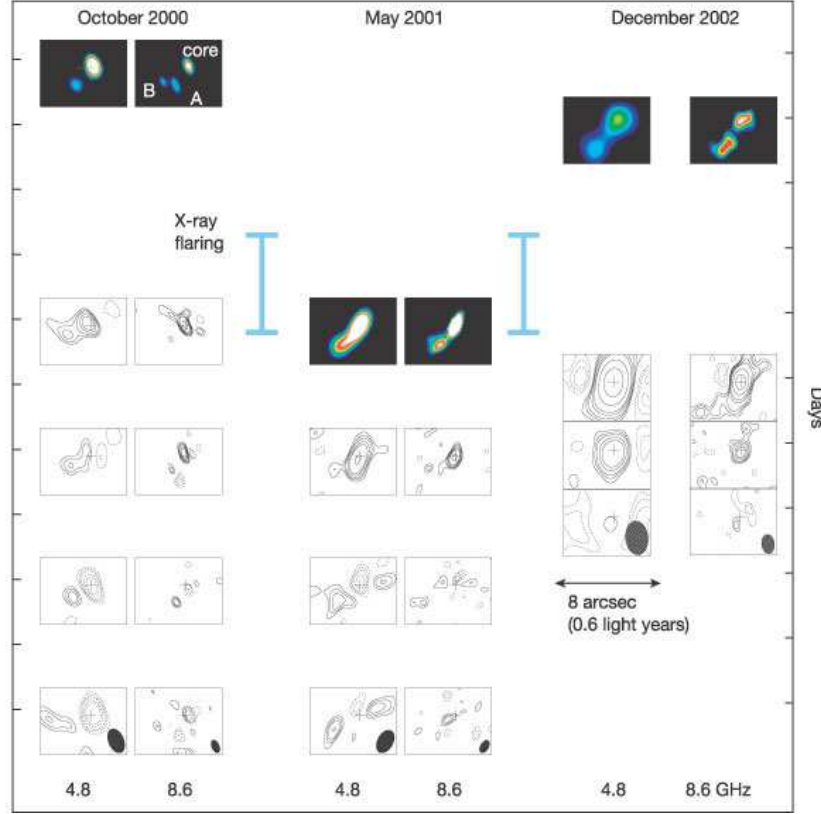 October 2000
May 2001
December 2002
core
B
A
X-ray
flaring
Days
8 arcsec
(0.6 light years)
4.8
8.6
4.8
8.6
4.8
8.6 GHz